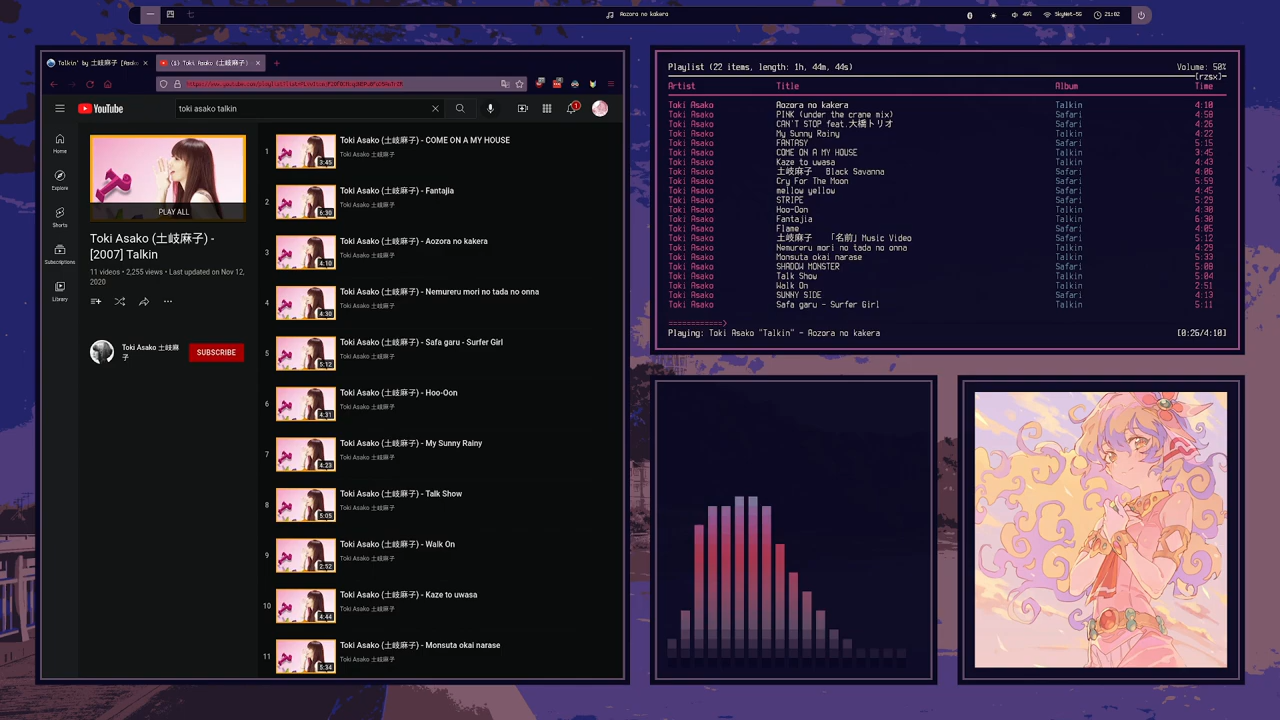 Aozora no kakera
49% SkyNet-5G 21:02
Talkin' by 土岐麻子 [Asako
(1) Toki Asako (土岐麻子)
YouTube
toki asako talkin
1
Home
Explore
Shorts
Subscriptions
Library
PLAY ALL
Toki Asako (土岐麻子) -
[2007] Talkin
11 videos • 2,255 views • Last updated on Nov 12,
2020
Toki Asako 土岐麻
子
SUBSCRIBE
1
3:45
Toki Asako (土岐麻子) - COME ON A MY HOUSE
Toki Asako 土岐麻子
2
6:30
Toki Asako (土岐麻子) - Fantajia
Toki Asako 土岐麻子
3
4:10
Toki Asako (土岐麻子) - Aozora no kakera
Toki Asako 土岐麻子
4
4:30
Toki Asako (土岐麻子) - Nemureru mori no tada no onna
Toki Asako 土岐麻子
5
5:12
Toki Asako (土岐麻子) - Safa garu - Surfer Girl
Toki Asako 土岐麻子
6
4:31
Toki Asako (土岐麻子) - Hoo-Oon
Toki Asako 土岐麻子
7
4:23
Toki Asako (土岐麻子) - My Sunny Rainy
Toki Asako 土岐麻子
8
5:05
Toki Asako (土岐麻子) - Talk Show
Toki Asako 土岐麻子
9
2:52
Toki Asako (土岐麻子) - Walk On
Toki Asako 土岐麻子
10
4:44
Toki Asako (土岐麻子) - Kaze to uwasa
Toki Asako 土岐麻子
11
5:34
Toki Asako (土岐麻子) - Monsuta okai narase
Toki Asako 土岐麻子
Playlist (22 items, length: 1h, 44m, 44s) Volume: 50%
[rzsx]
Artist Title Album Time
Toki Asako Aozora no kakera Talkin 4:10
Toki Asako PINK (under the crane mix) Safari 4:50
Toki Asako CAN'T STOP feat.大橋トリオ Safari 4:26
Toki Asako My Sunny Rainy Talkin 4:22
Toki Asako FANTASY Safari 5:15
Toki Asako COME ON A MY HOUSE Talkin 3:45
Toki Asako Kaze to uwasa Talkin 4:43
Toki Asako 土岐麻子 Black Savanna Safari 4:06
Toki Asako Cry For The Moon Safari 5:59
Toki Asako mellow yellow Safari 4:45
Toki Asako STRIPE Safari 5:29
Toki Asako Hoo-Oon Talkin 4:30
Toki Asako Fantajia Talkin 6:30
Toki Asako Flame Safari 4:05
Toki Asako 土岐麻子 「名前」Music Video Safari 5:12
Toki Asako Nemureru mori no tada no onna Talkin 4:29
Toki Asako Monsuta okai narase Talkin 5:33
Toki Asako SHADOW MONSTER Safari 5:00
Toki Asako Talk Show Talkin 5:04
Toki Asako Walk On Talkin 2:51
Toki Asako SUNNY SIDE Safari 4:13
Toki Asako Safa garu - Surfer Girl Talkin 5:11
============>
Playing: Toki Asako "Talkin" - Aozora no kakera [0:26/4:10]